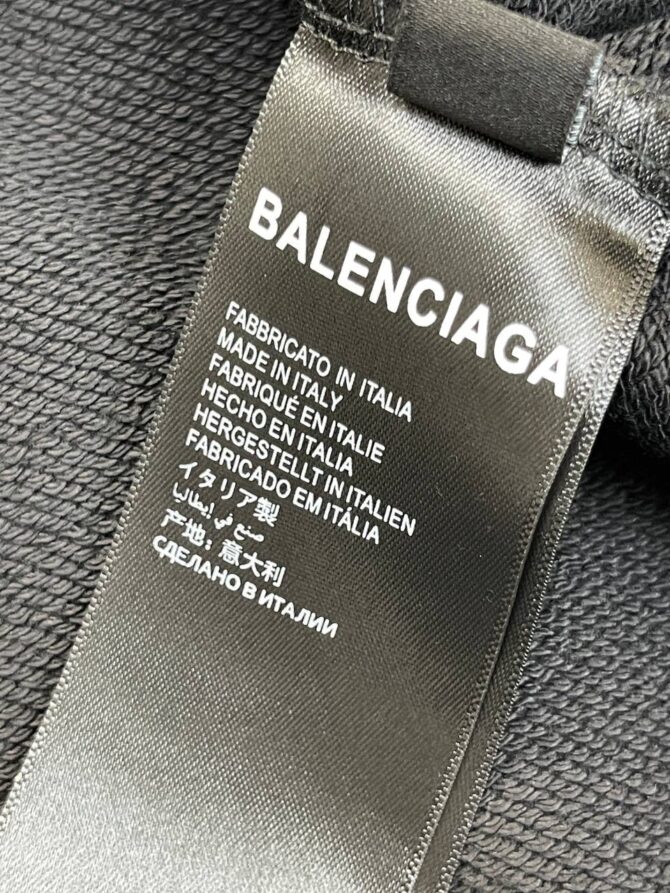 BALENCIAGA
FABBRICATO IN ITALIA
MADE IN ITALY
FABRIQUÉ EN ITALIE
HECHO EN ITALIA
HERGESTELLT IN ITALIEN
FABRICADO EM ITÁLIA
イタリア製
صنع في إيطاليا
产地：意大利
СДЕЛАНО В ИТАЛИИ